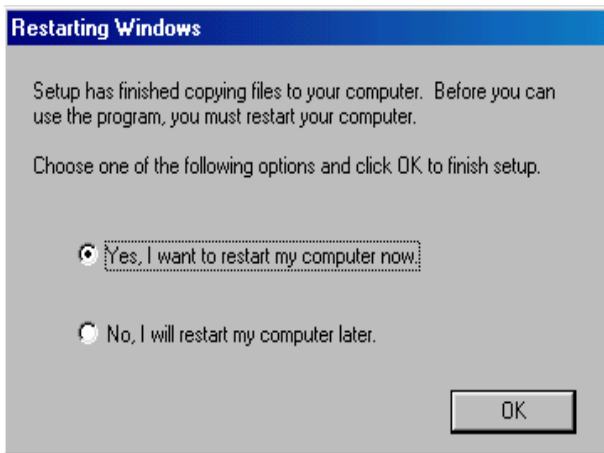 Restarting Windows
Setup has finished copying files to your computer.  Before you can
use the program, you must restart your computer.
Choose one of the following options and click OK to finish setup.
Yes, I want to restart my computer now.
No, I will restart my computer later.
OK